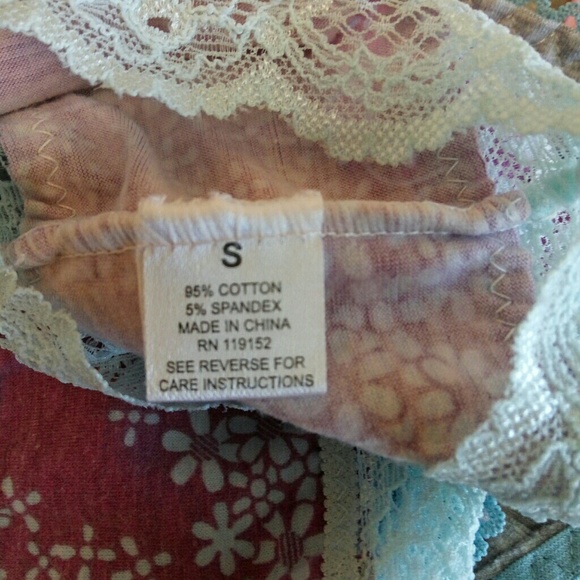 S
95% COTTON
5% SPANDEX
MADE IN CHINA
RN 119152
SEE REVERSE FOR
CARE INSTRUCTIONS